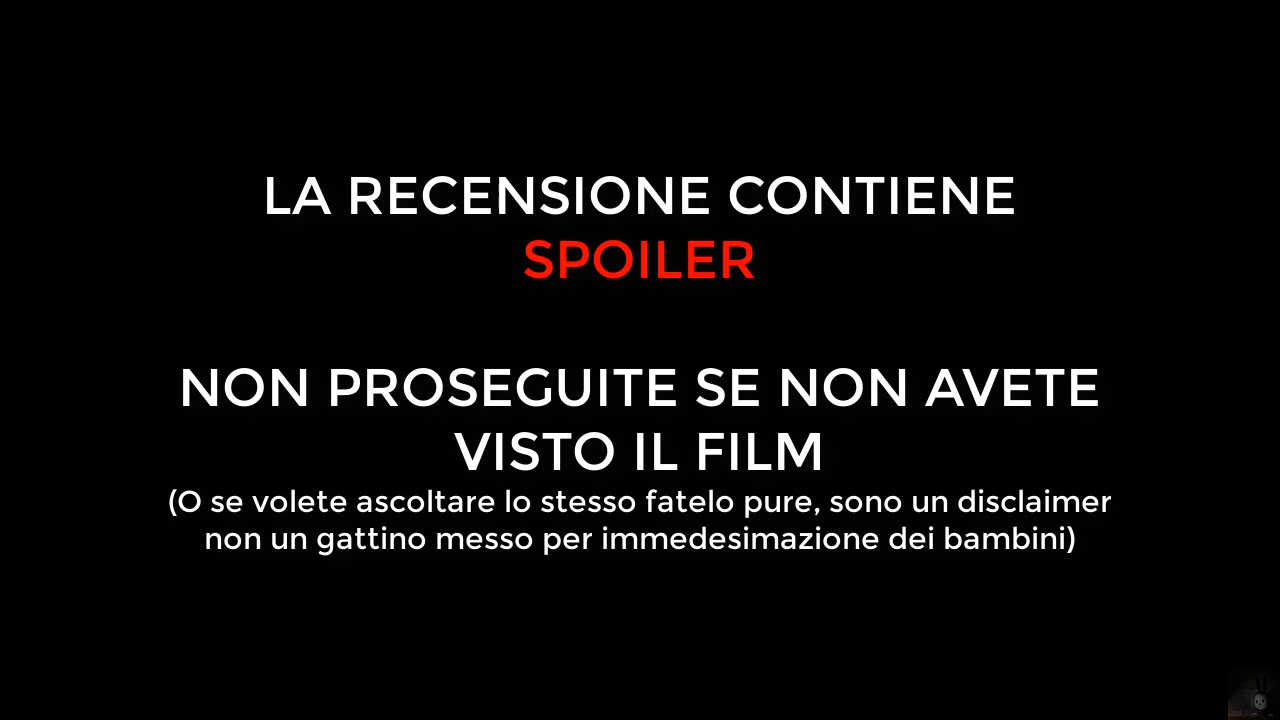 LA RECENSIONE CONTIENE
SPOILER
NON PROSEGUITE SE NON AVETE
VISTO IL FILM
(O se volete ascoltare lo stesso fatelo pure, sono un disclaimer
non un gattino messo per immedesimazione dei bambini)